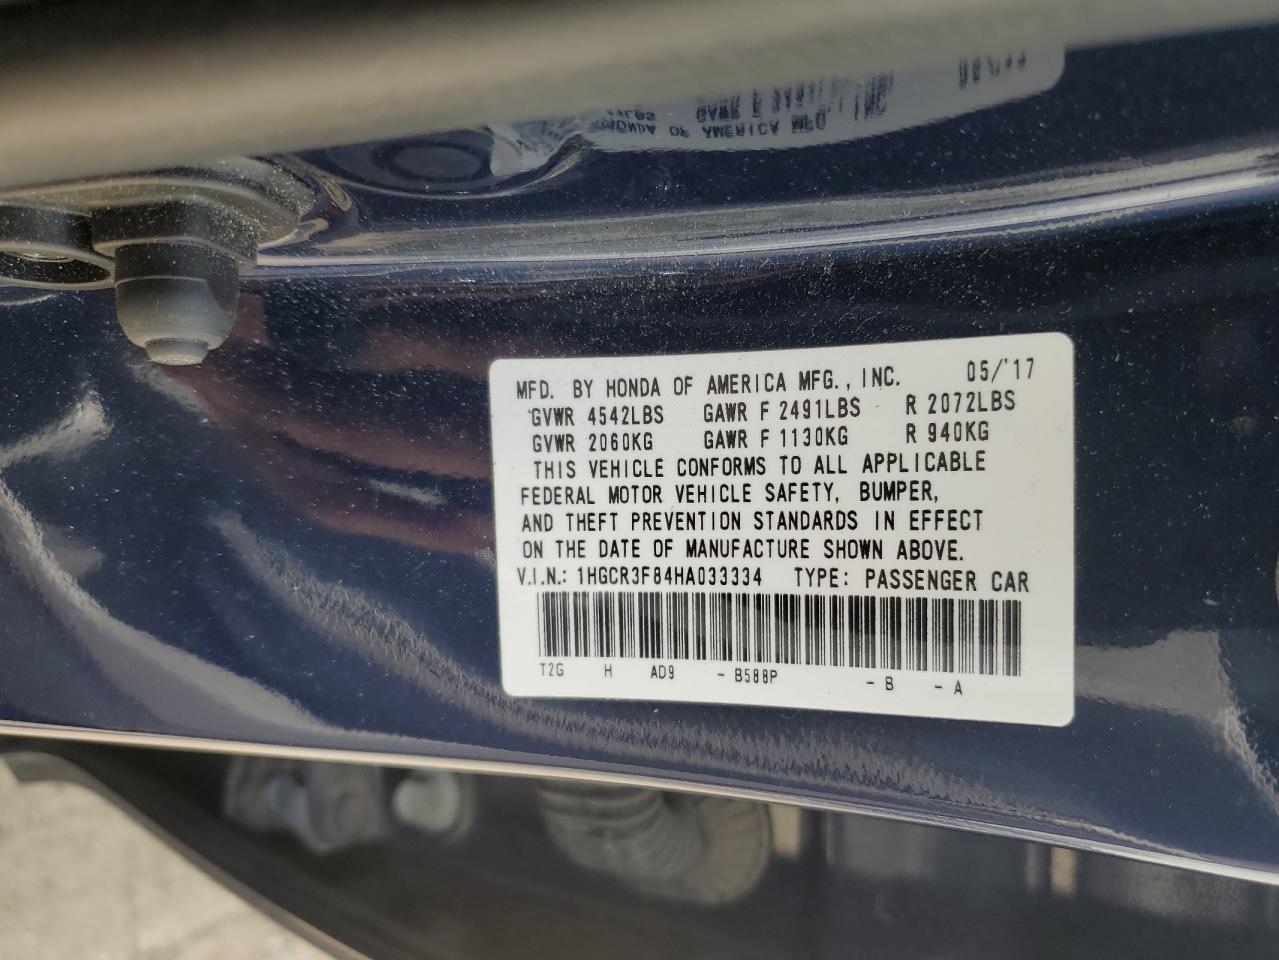 MFD. BY HONDA OF AMERICA MFG., INC. 05/'17
GVWR 4542LBS GAWR F 2491LBS R 2072LBS
GVWR 2060KG GAWR F 1130KG R 940KG
THIS VEHICLE CONFORMS TO ALL APPLICABLE
FEDERAL MOTOR VEHICLE SAFETY, BUMPER,
AND THEFT PREVENTION STANDARDS IN EFFECT
ON THE DATE OF MANUFACTURE SHOWN ABOVE.
V.I.N.: 1HGCR3F84HA033334 TYPE: PASSENGER CAR
T2G H AD9 - B588P - B - A